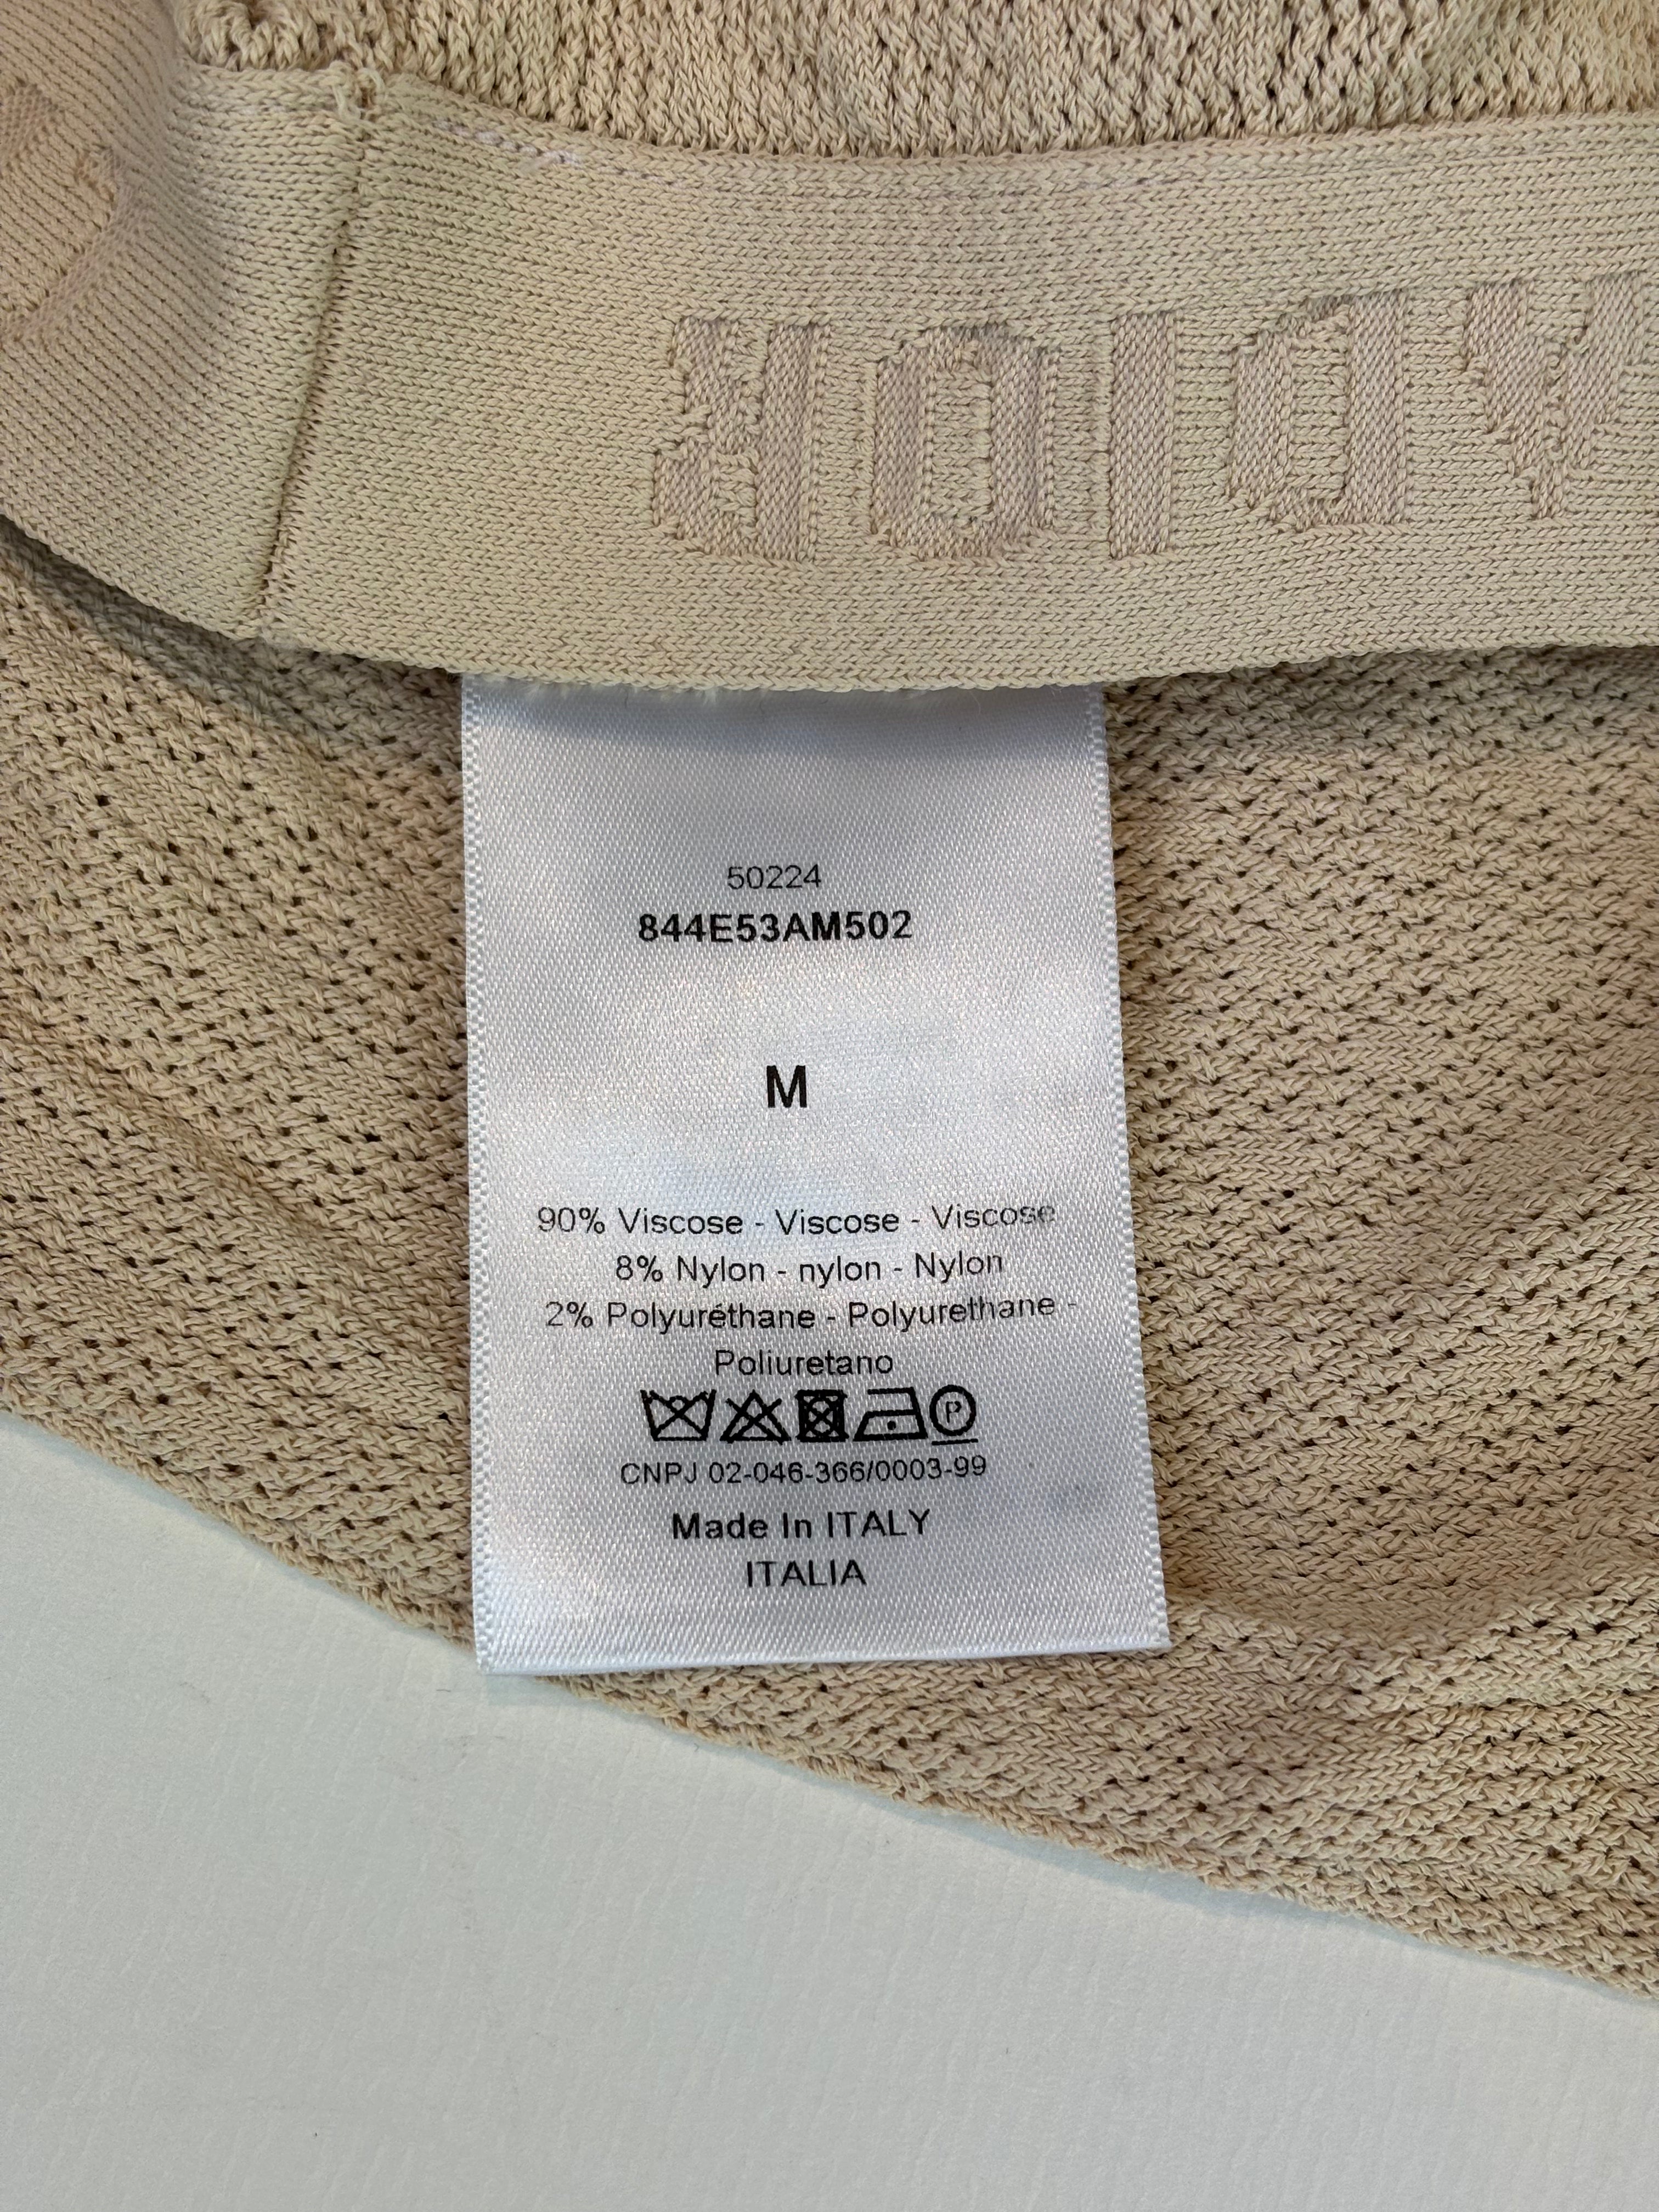 DIOR
50224
844E53AM502
M
90% Viscose - Viscose - Viscose
8% Nylon - nylon - Nylon
2% Polyuréthane - Polyurethane -
Poliuretano
P
CNPJ 02-046-366/0003-99
Made In ITALY
ITALIA